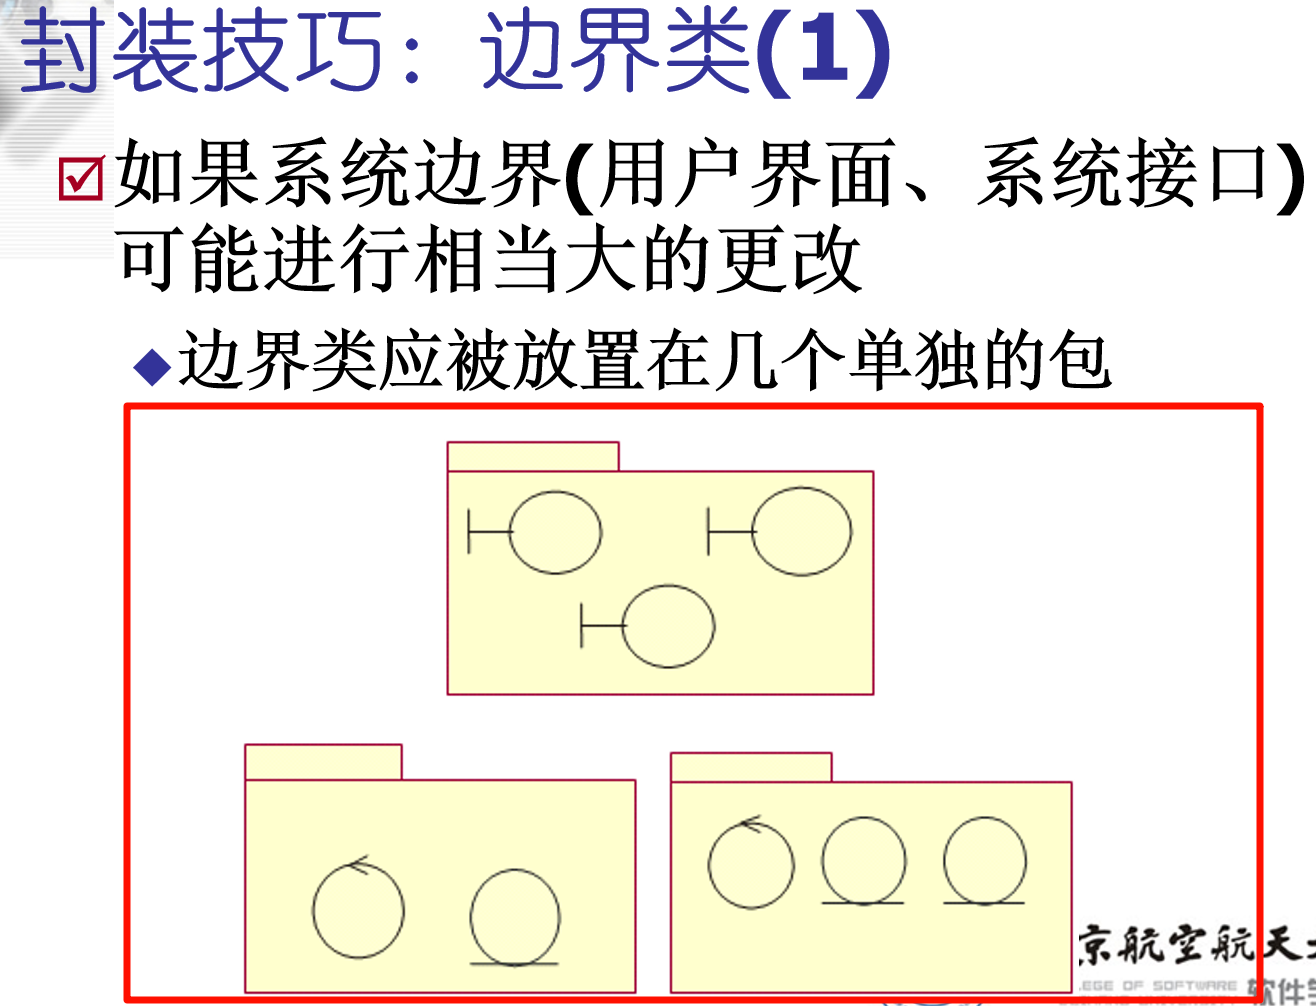 封装技巧：边界类(1)
如果系统边界(用户界面、系统接口)
可能进行相当大的更改
边界类应被放置在几个单独的包
京航空航天
EGE OF SOFTWARE
软件